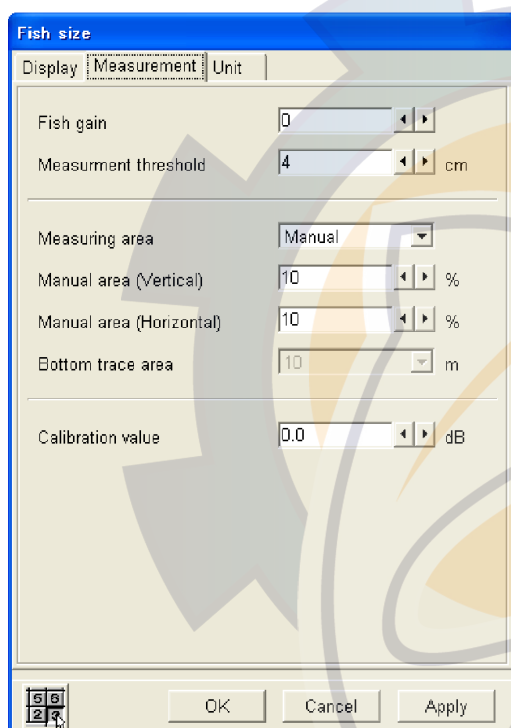 Fish size
Display Measurement Unit
Fish gain 0
Measurment threshold 4 cm
Measuring area Manual
Manual area (Vertical) 10 %
Manual area (Horizontal) 10 %
Bottom trace area 10 m
Calibration value 0.0 dB
5 6
2 3
OK Cancel Apply